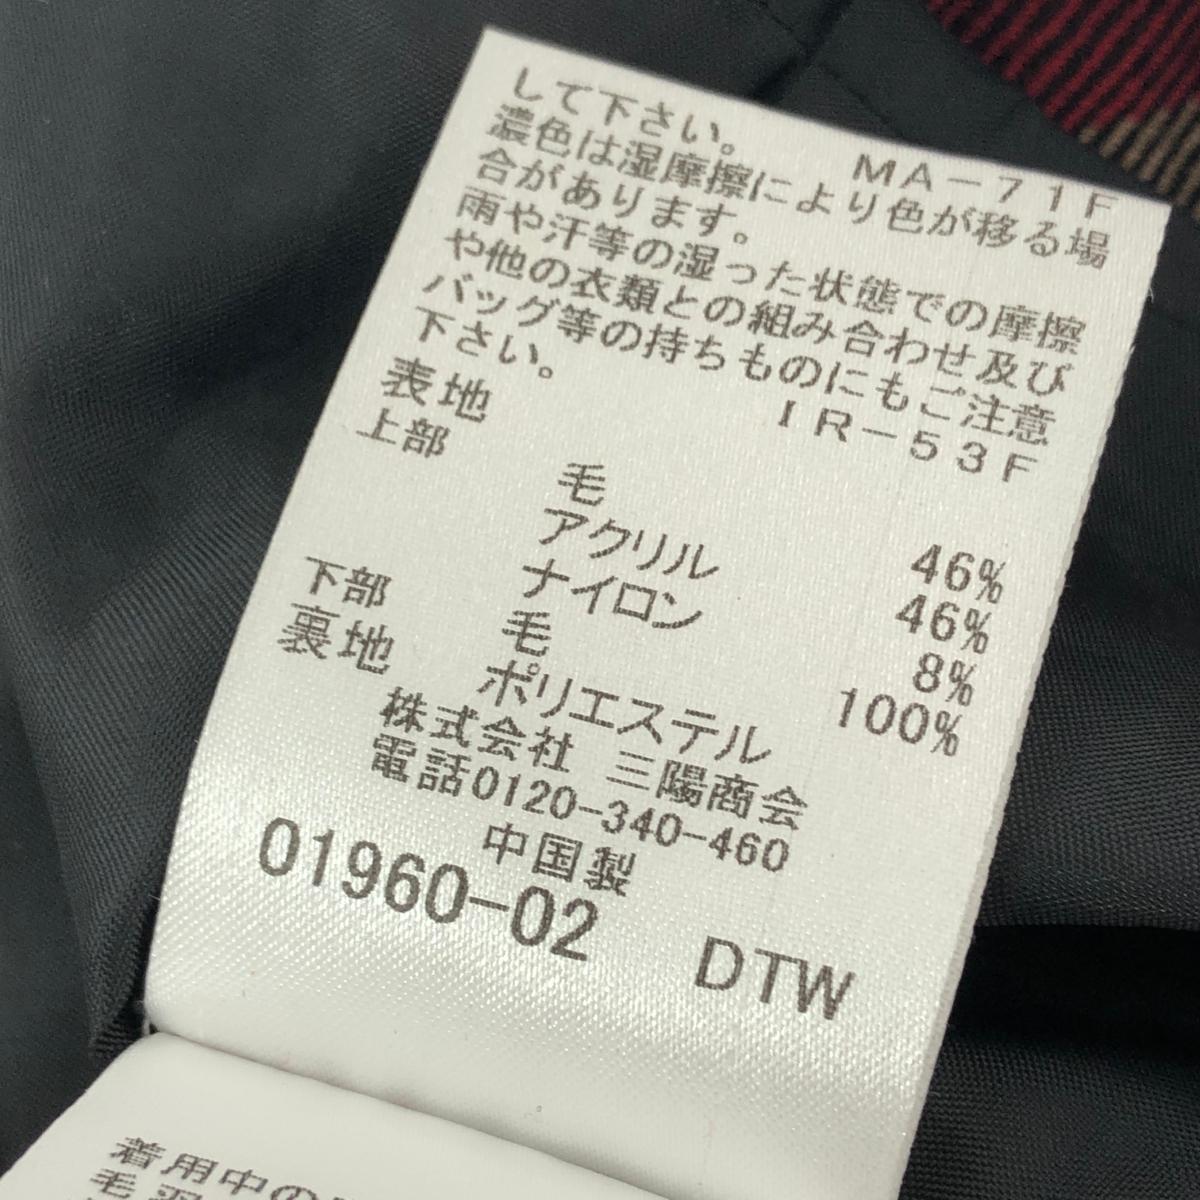 して下さい。
MA-71F
濃色は湿摩擦により色が移る場
合があります。
雨や汗等の湿った状態での摩擦
や他の衣類との組み合わせ及び
バッグ等の持ちものにもご注意
下さい。
IR-53F
表地
上部
毛 46%
アクリル 46%
ナイロン 8%
下部 毛 100%
裏地 ポリエステル
株式会社 三陽商会
電話0120-340-460
中国製
01960-02 DTW
着用中の
毛羽